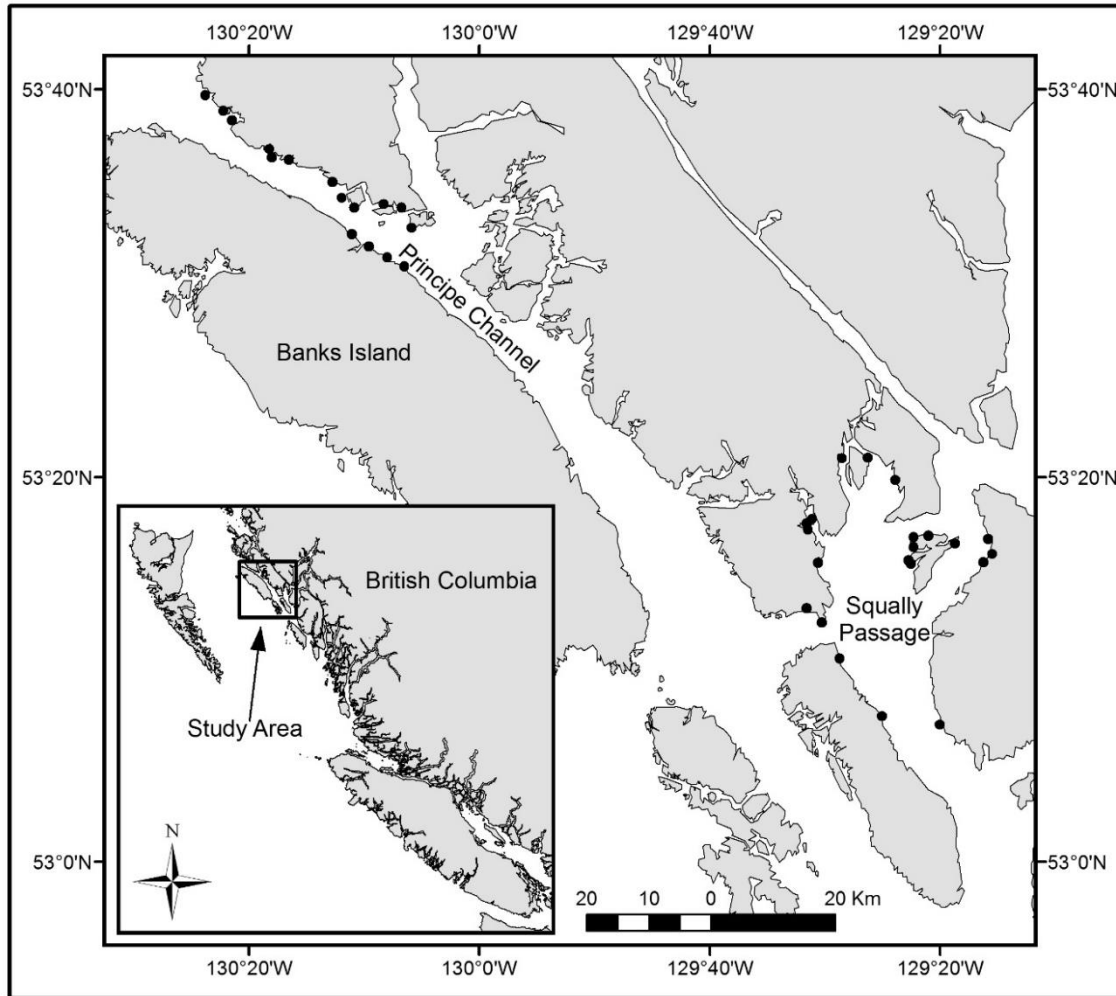 130°20'W 130°0'W 129°40'W 129°20'W
53°40'N 53°40'N
Principe Channel
Banks Island
53°20'N 53°20'N
British Columbia
Squally
Passage
Study Area
N
53°0'N 53°0'N
20 10 0 20 Km
130°20'W 130°0'W 129°40'W 129°20'W